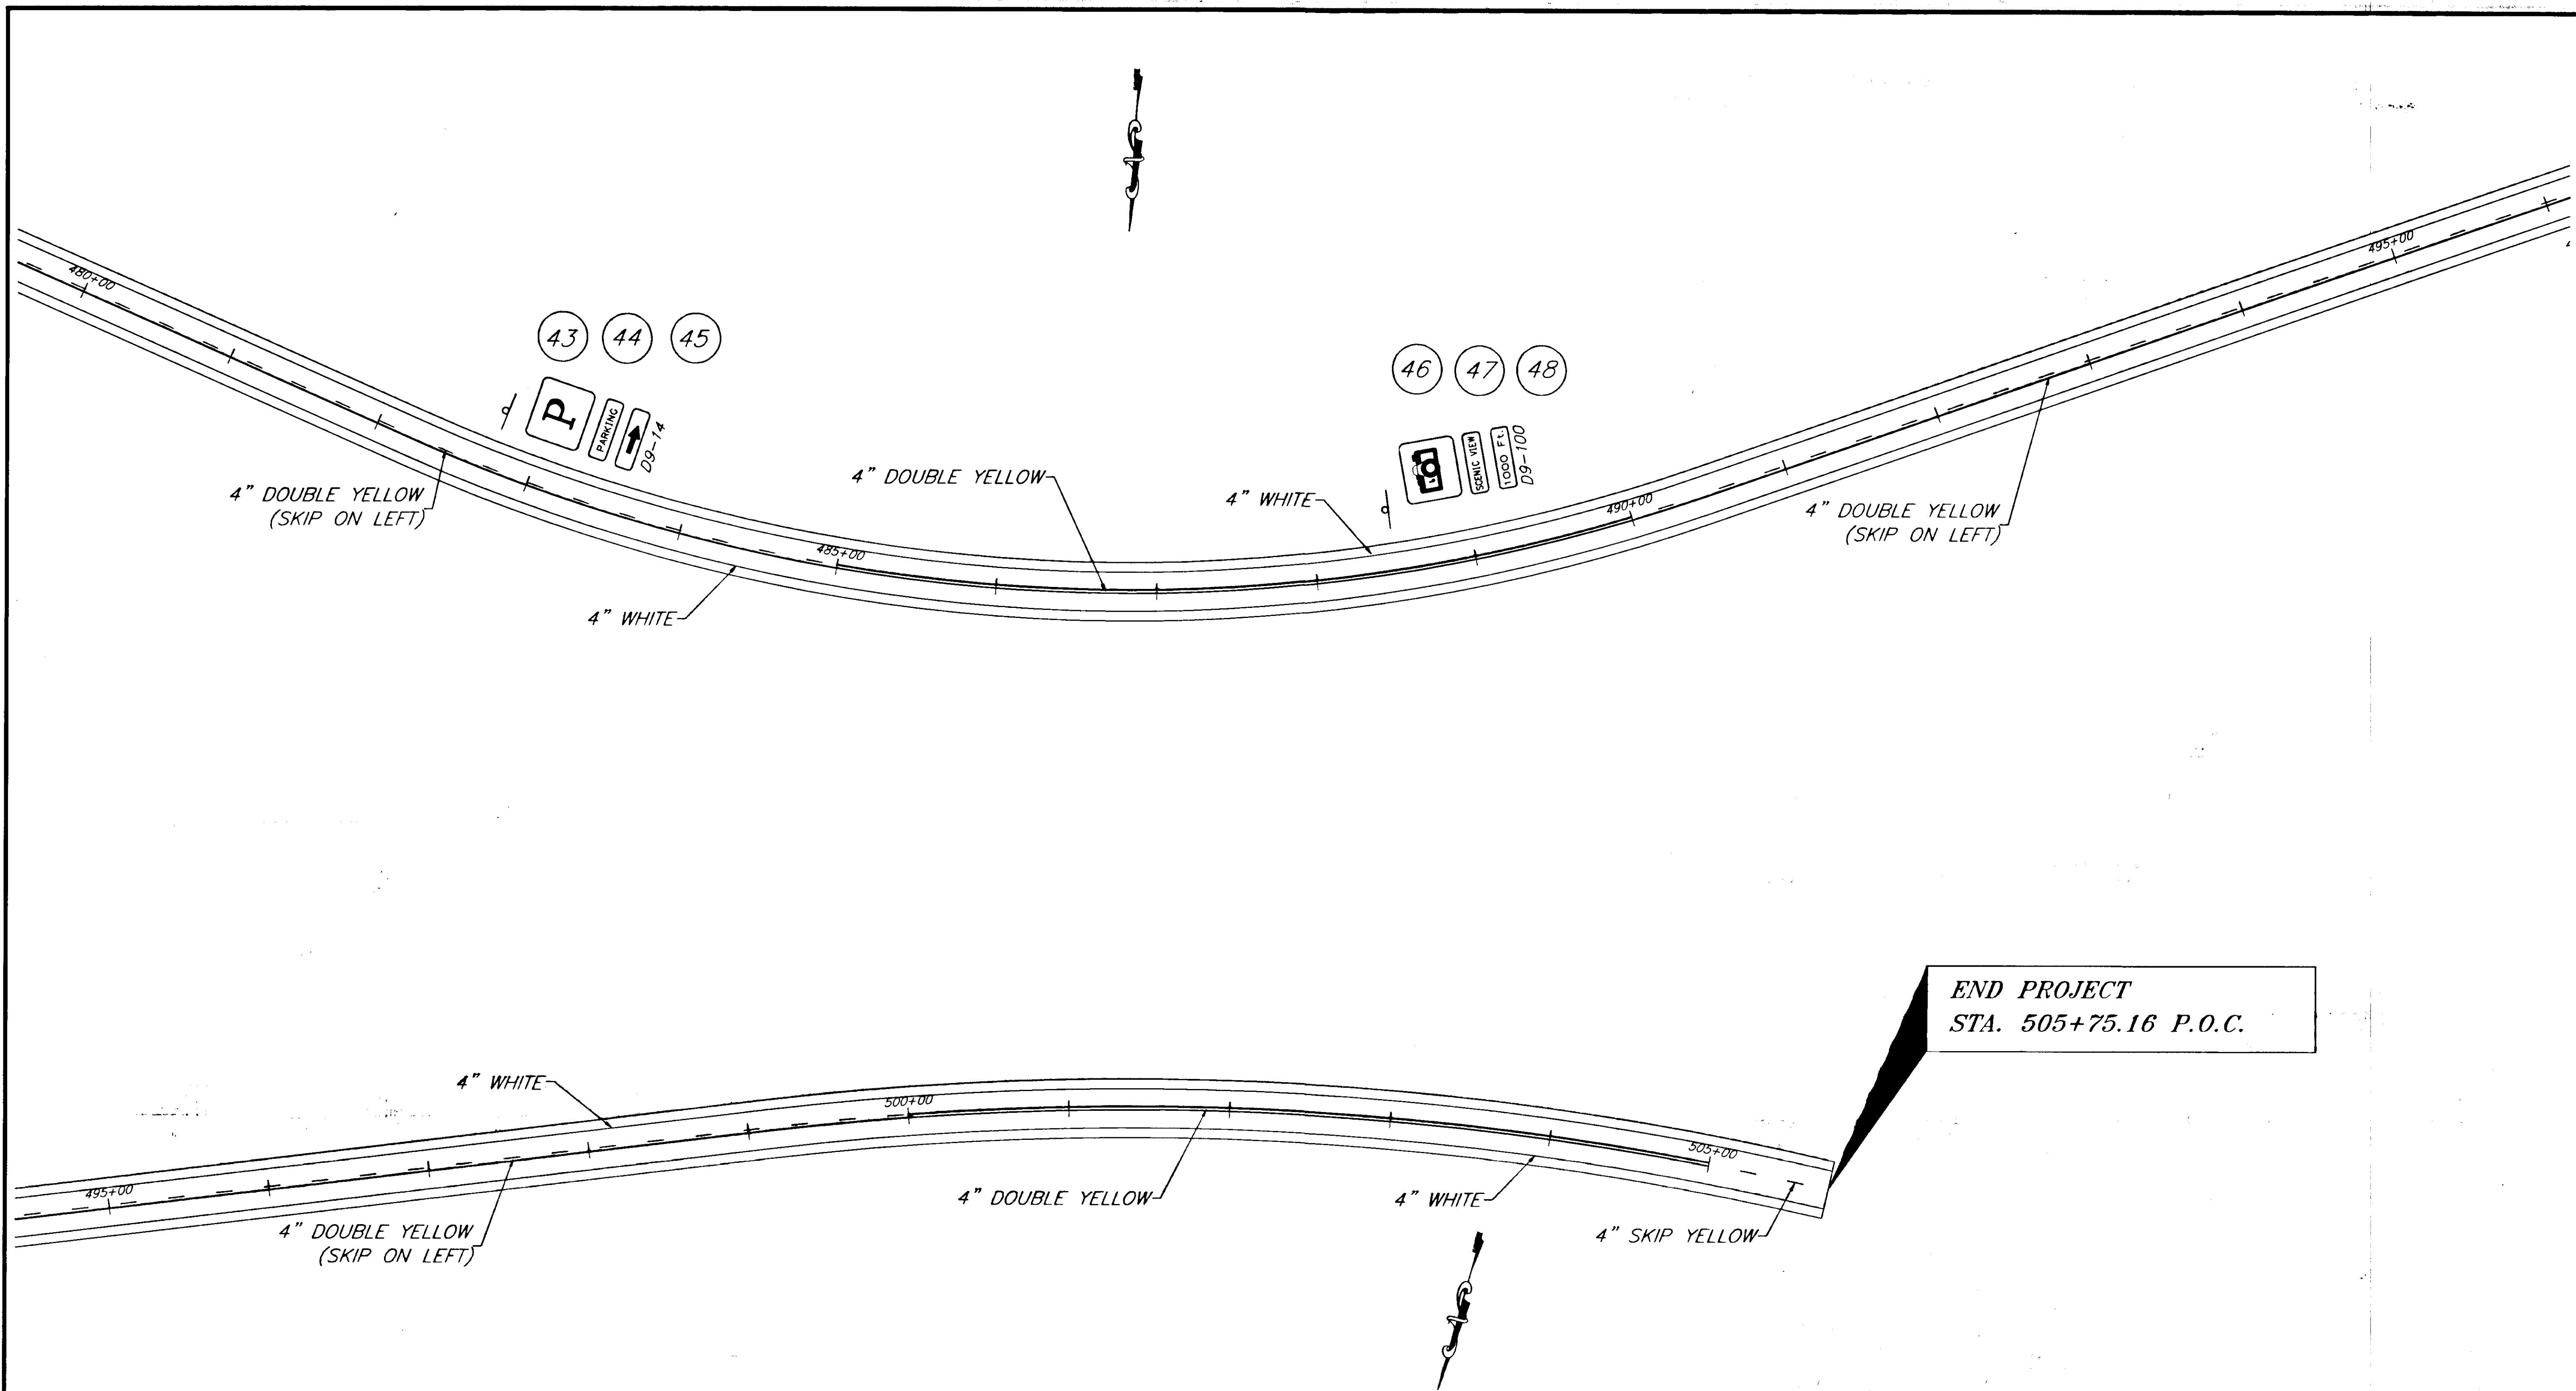 480+00
43 44 45
P
PARKING
D9-14
4" DOUBLE YELLOW
(SKIP ON LEFT)
4" WHITE
485+00
4" DOUBLE YELLOW
4" WHITE
46 47 48
SCENIC VIEW
1000 Ft.
D9-100
490+00
4" DOUBLE YELLOW
(SKIP ON LEFT)
495+00
END PROJECT
STA. 505+75.16 P.O.C.
4" WHITE
495+00
4" DOUBLE YELLOW
(SKIP ON LEFT)
500+00
4" DOUBLE YELLOW
4" WHITE
505+00
4" SKIP YELLOW